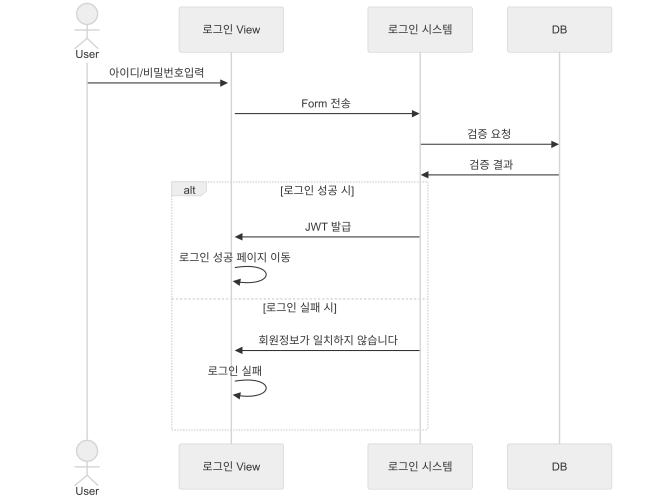 로그인 View
로그인 시스템
DB
User
아이디/비밀번호입력
Form 전송
검증 요청
검증 결과
alt
[로그인 성공 시]
JWT 발급
로그인 성공 페이지 이동
[로그인 실패 시]
회원정보가 일치하지 않습니다
로그인 실패
로그인 View
로그인 시스템
DB
User